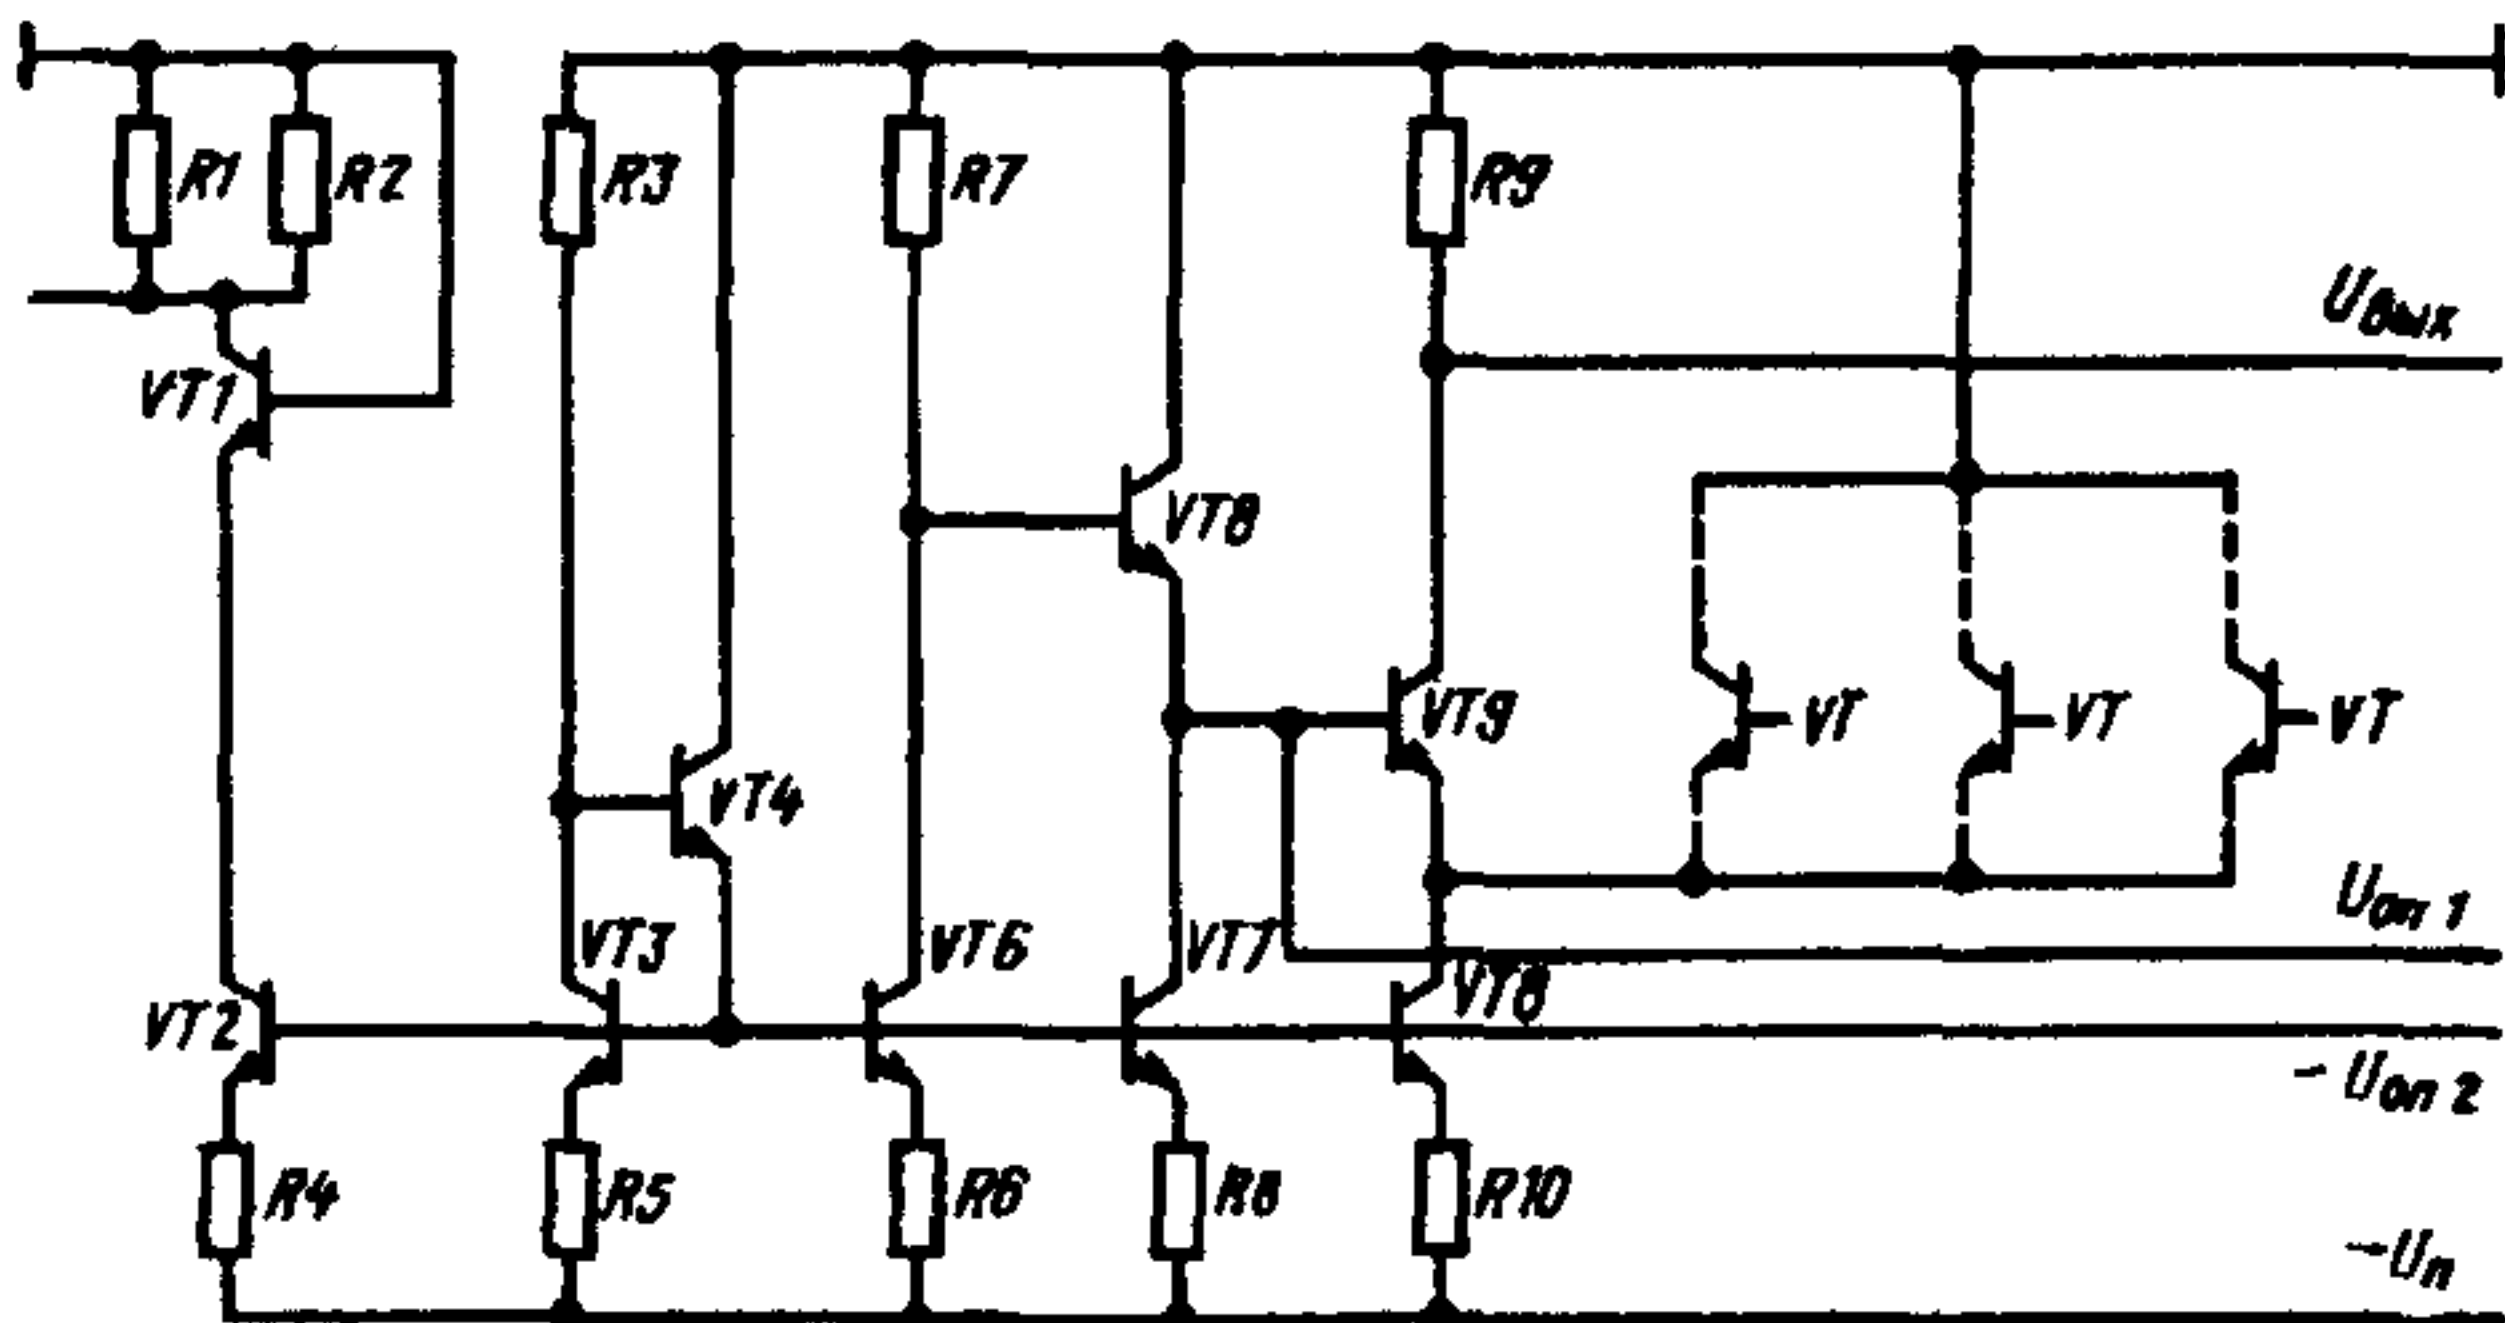 R1 R2 R3 R7 R9
Uвых
VT1
VT8
VT9 VT VT VT
VT4
Uоп 1
VT3 VT6 VT7
VT8
VT2
-Uоп 2
R4 R5 R6 R8 R10
-Uп